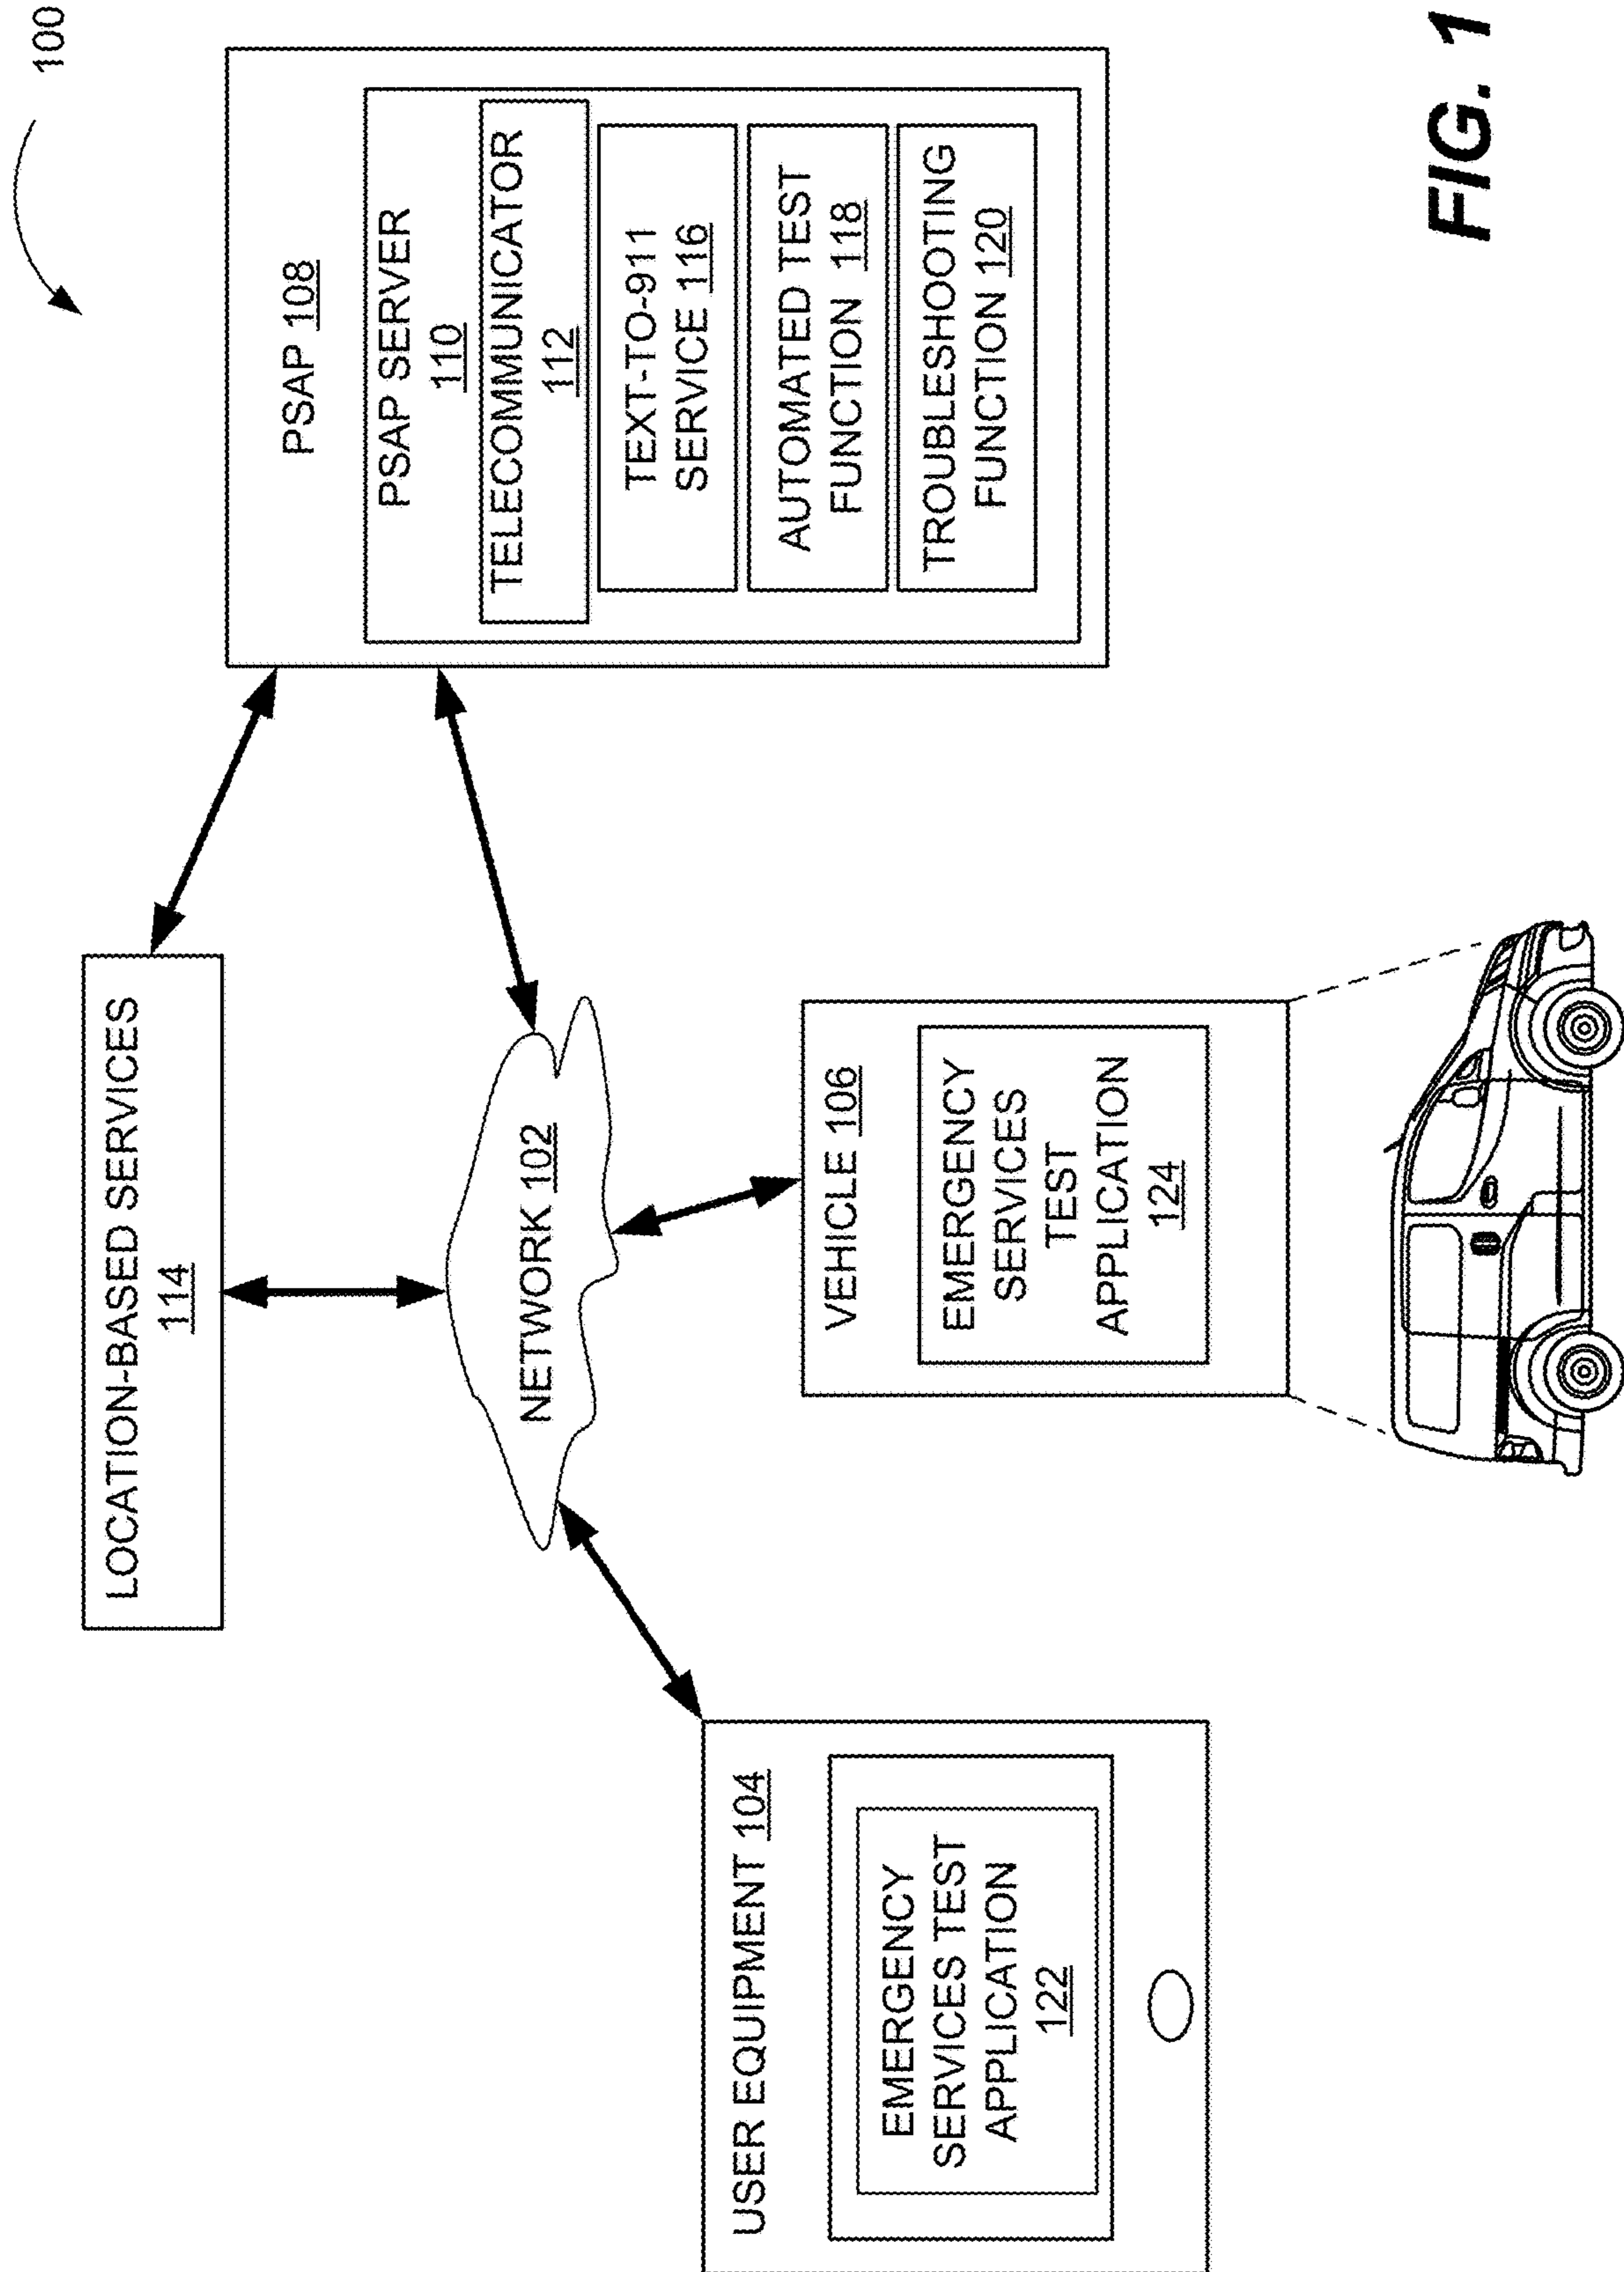 100
LOCATION-BASED SERVICES
114
PSAP 108
PSAP SERVER
110
TELECOMMUNICATOR
112
TEXT-TO-911
SERVICE 116
AUTOMATED TEST
FUNCTION 118
TROUBLESHOOTING
FUNCTION 120
NETWORK 102
USER EQUIPMENT 104
EMERGENCY
SERVICES TEST
APPLICATION
122
VEHICLE 106
EMERGENCY
SERVICES
TEST
APPLICATION
124
FIG. 1